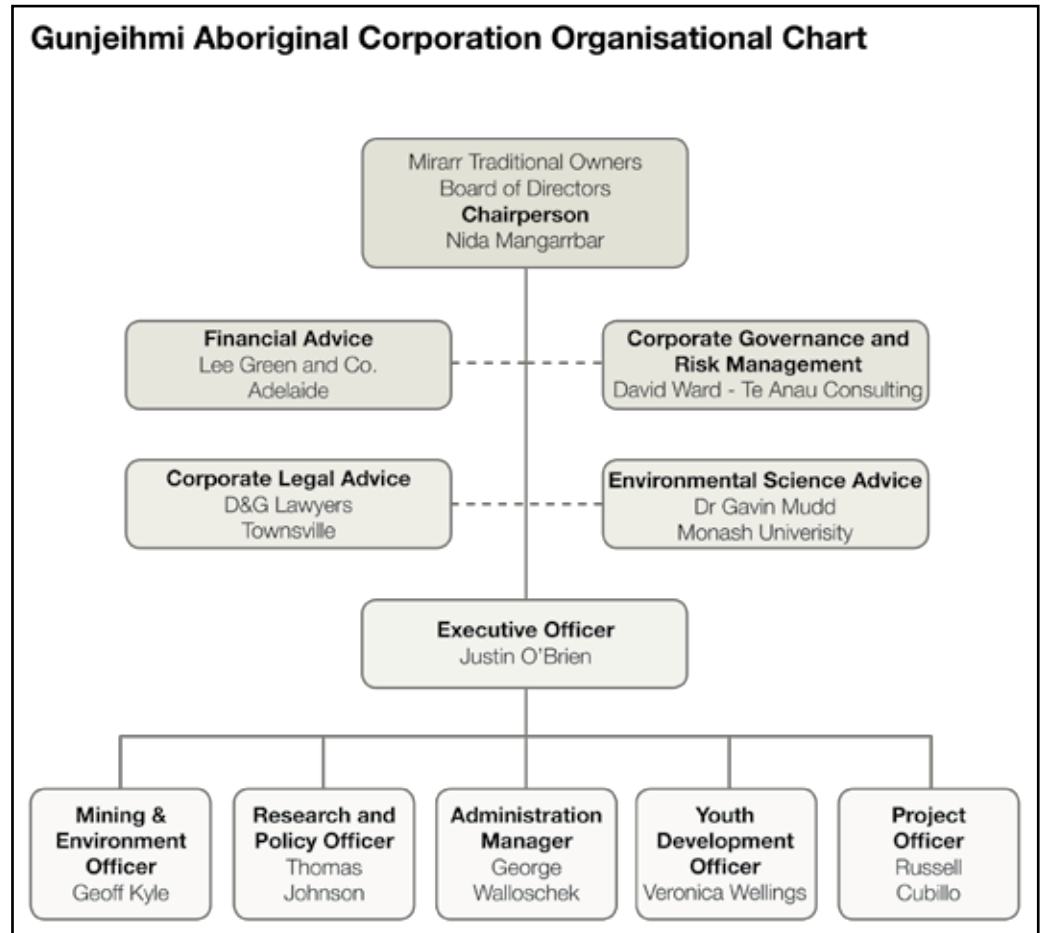 Gunjeihmi Aboriginal Corporation Organisational Chart
Mirarr Traditional Owners
Board of Directors
Chairperson
Nida Mangarrbar
Financial Advice
Lee Green and Co.
Adelaide
Corporate Governance and
Risk Management
David Ward - Te Anau Consulting
Corporate Legal Advice
D&G Lawyers
Townsville
Environmental Science Advice
Dr Gavin Mudd
Monash Univerisity
Executive Officer
Justin O'Brien
Mining &
Environment
Officer
Geoff Kyle
Research and
Policy Officer
Thomas
Johnson
Administration
Manager
George
Walloschek
Youth
Development
Officer
Veronica Wellings
Project
Officer
Russell
Cubillo